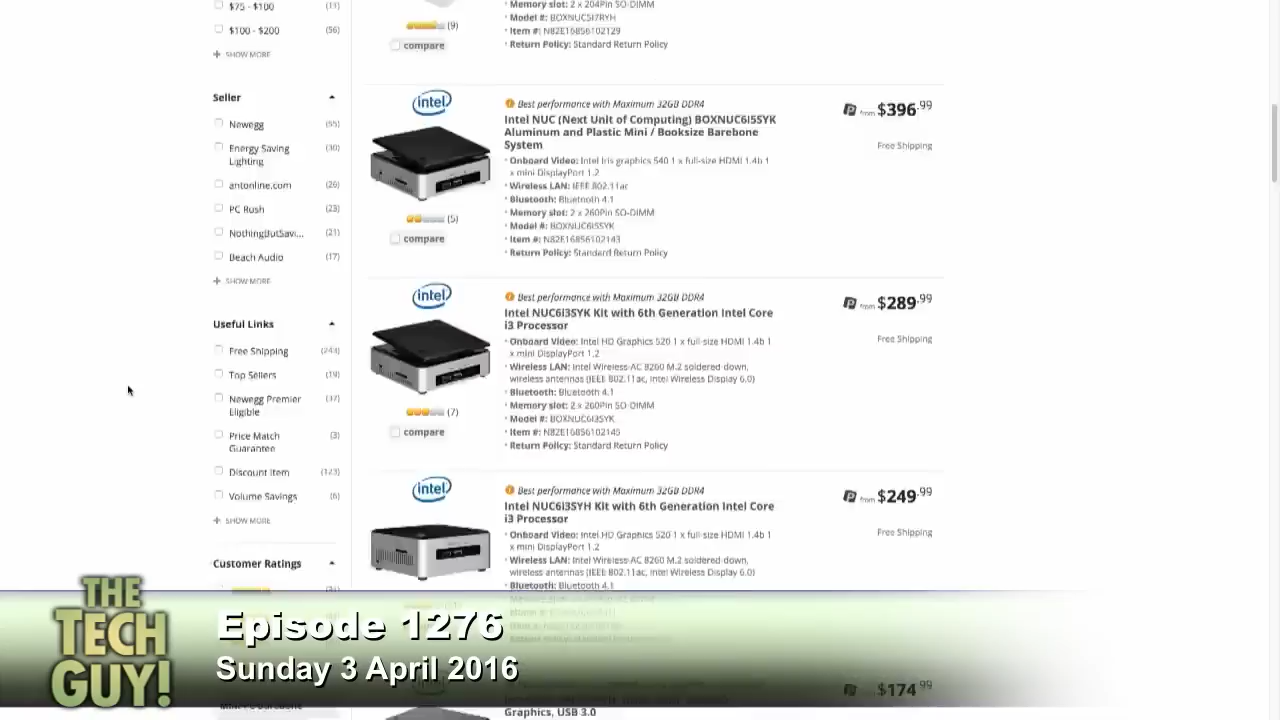 $75 - $100 (13)
$100 - $200 (56)
SHOW MORE
Seller
Newegg (55)
Energy Saving (30)
Lighting
antonline.com (26)
PC Rush (23)
NothingButSavi... (21)
Beach Audio (17)
SHOW MORE
Useful Links
Free Shipping (243)
Top Sellers (19)
Newegg Premier (37)
Eligible
Price Match (3)
Guarantee
Discount Item (123)
Volume Savings (6)
SHOW MORE
Customer Ratings
Memory slot: 2 x 204Pin SO-DIMM
Model #: BOXNUC5I7RYH
Item #: N82E16856102129
Return Policy: Standard Return Policy
(9)
compare
intel
Best performance with Maximum 32GB DDR4
Intel NUC (Next Unit of Computing) BOXNUC6I5SYK
Aluminum and Plastic Mini / Booksize Barebone
System
Onboard Video: Intel Iris graphics 540 1 x full-size HDMI 1.4b 1
x mini DisplayPort 1.2
Wireless LAN: IEEE 802.11ac
Bluetooth: Bluetooth 4.1
Memory slot: 2 x 260Pin SO-DIMM
Model #: BOXNUC6I5SYK
Item #: N82E16856102143
Return Policy: Standard Return Policy
(5)
compare
from $396.99
Free Shipping
intel
Best performance with Maximum 32GB DDR4
Intel NUC6i3SYK Kit with 6th Generation Intel Core
i3 Processor
Onboard Video: Intel HD Graphics 520 1 x full-size HDMI 1.4b 1
x mini DisplayPort 1.2
Wireless LAN: Intel Wireless-AC 8260 M.2 soldered-down,
wireless antennas (IEEE 802.11ac, Intel Wireless Display 6.0)
Bluetooth: Bluetooth 4.1
Memory slot: 2 x 260Pin SO-DIMM
Model #: BOXNUC6I3SYK
Item #: N82E16856102145
Return Policy: Standard Return Policy
(7)
compare
from $289.99
Free Shipping
intel
Best performance with Maximum 32GB DDR4
Intel NUC6i3SYH Kit with 6th Generation Intel Core
i3 Processor
Onboard Video: Intel HD Graphics 520 1 x full-size HDMI 1.4b 1
x mini DisplayPort 1.2
Wireless LAN: Intel Wireless-AC 8260 M.2 soldered-down,
wireless antennas (IEEE 802.11ac, Intel Wireless Display 6.0)
Bluetooth: Bluetooth 4.1
from $249.99
Free Shipping
THE
TECH
GUY!
Episode 1276
Sunday 3 April 2016
from $174.99
Graphics, USB 3.0